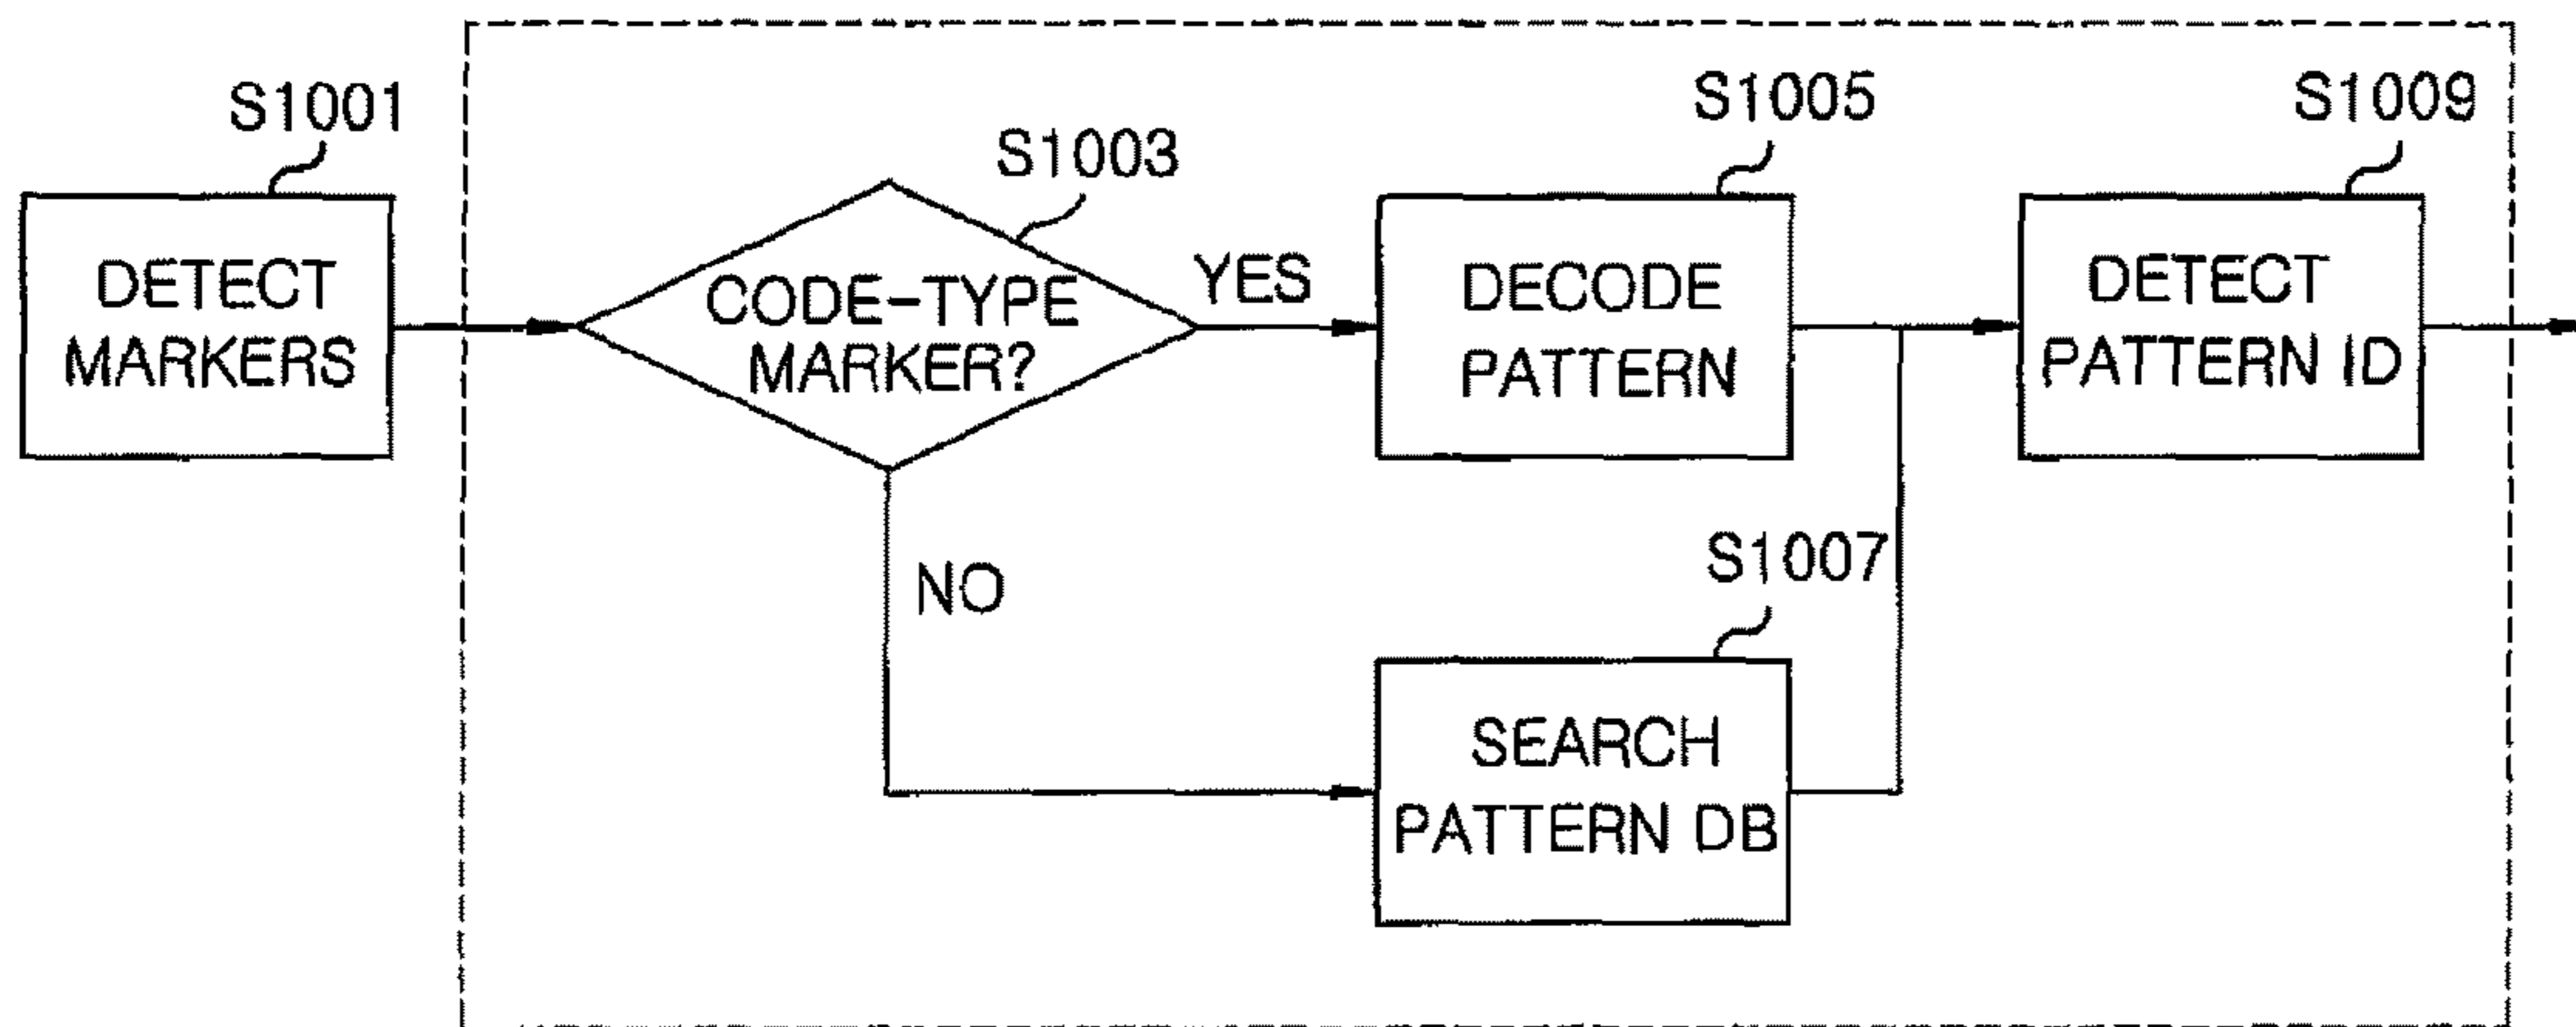 S1001
DETECT
MARKERS
S1003
CODE-TYPE
MARKER?
YES
NO
S1005
DECODE
PATTERN
S1007
SEARCH
PATTERN DB
S1009
DETECT
PATTERN ID